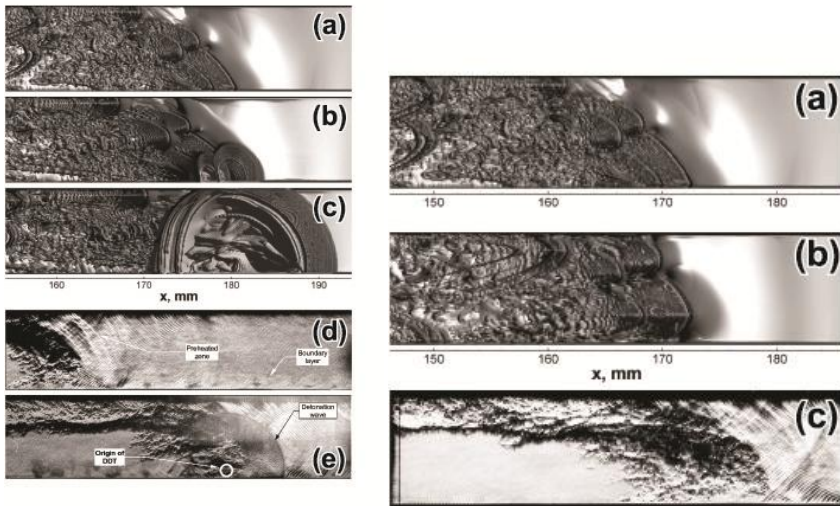 (a)
(b)
(c)
160 170 180 190
x, mm
(d)
Preheated zone
Boundary layer
Detonation wave
Origin of DDT
(e)
(a)
150 160 170 180
(b)
150 160 170 180
x, mm
(c)